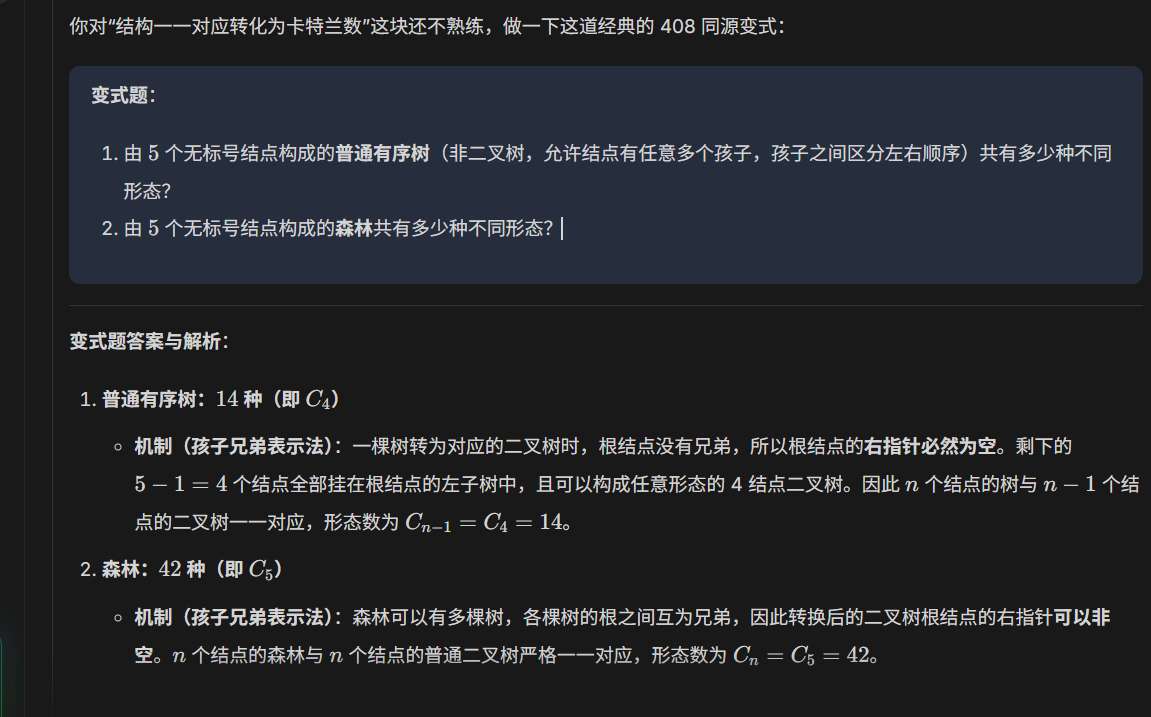 你对“结构一一对应转化为卡特兰数”这块还不熟练，做一下这道经典的 408 同源变式：
变式题：
1. 由 5 个无标号结点构成的普通有序树（非二叉树，允许结点有任意多个孩子，孩子之间区分左右顺序）共有多少种不同
形态？
2. 由 5 个无标号结点构成的森林共有多少种不同形态？
变式题答案与解析：
1. 普通有序树：14 种（即 C₄）
◦ 机制（孩子兄弟表示法）：一棵树转为对应的二叉树时，根结点没有兄弟，所以根结点的右指针必然为空。剩下的
5 − 1 = 4 个结点全部挂在根结点的左子树中，且可以构成任意形态的 4 结点二叉树。因此 n 个结点的树与 n − 1 个结
点的二叉树一一对应，形态数为 Cₙ₋₁ = C₄ = 14。
2. 森林：42 种（即 C₅）
◦ 机制（孩子兄弟表示法）：森林可以有多棵树，各棵树的根之间互为兄弟，因此转换后的二叉树根结点的右指针可以非
空。n 个结点的森林与 n 个结点的普通二叉树严格一一对应，形态数为 Cₙ = C₅ = 42。